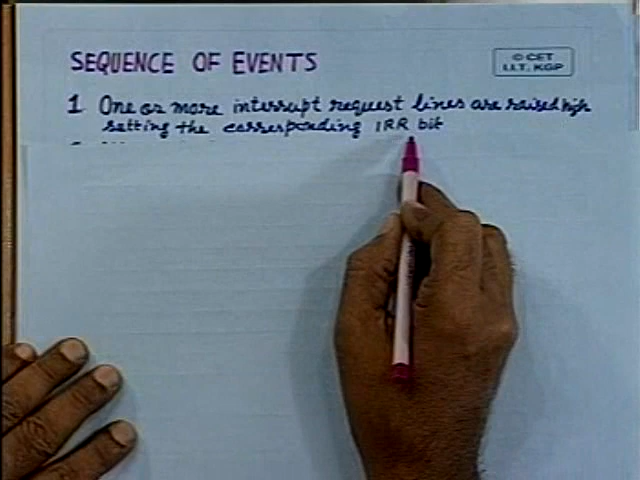 SEQUENCE OF EVENTS
© CET
I.I.T. KGP
1 One or more interrupt request lines are raised high
setting the corresponding IRR bit